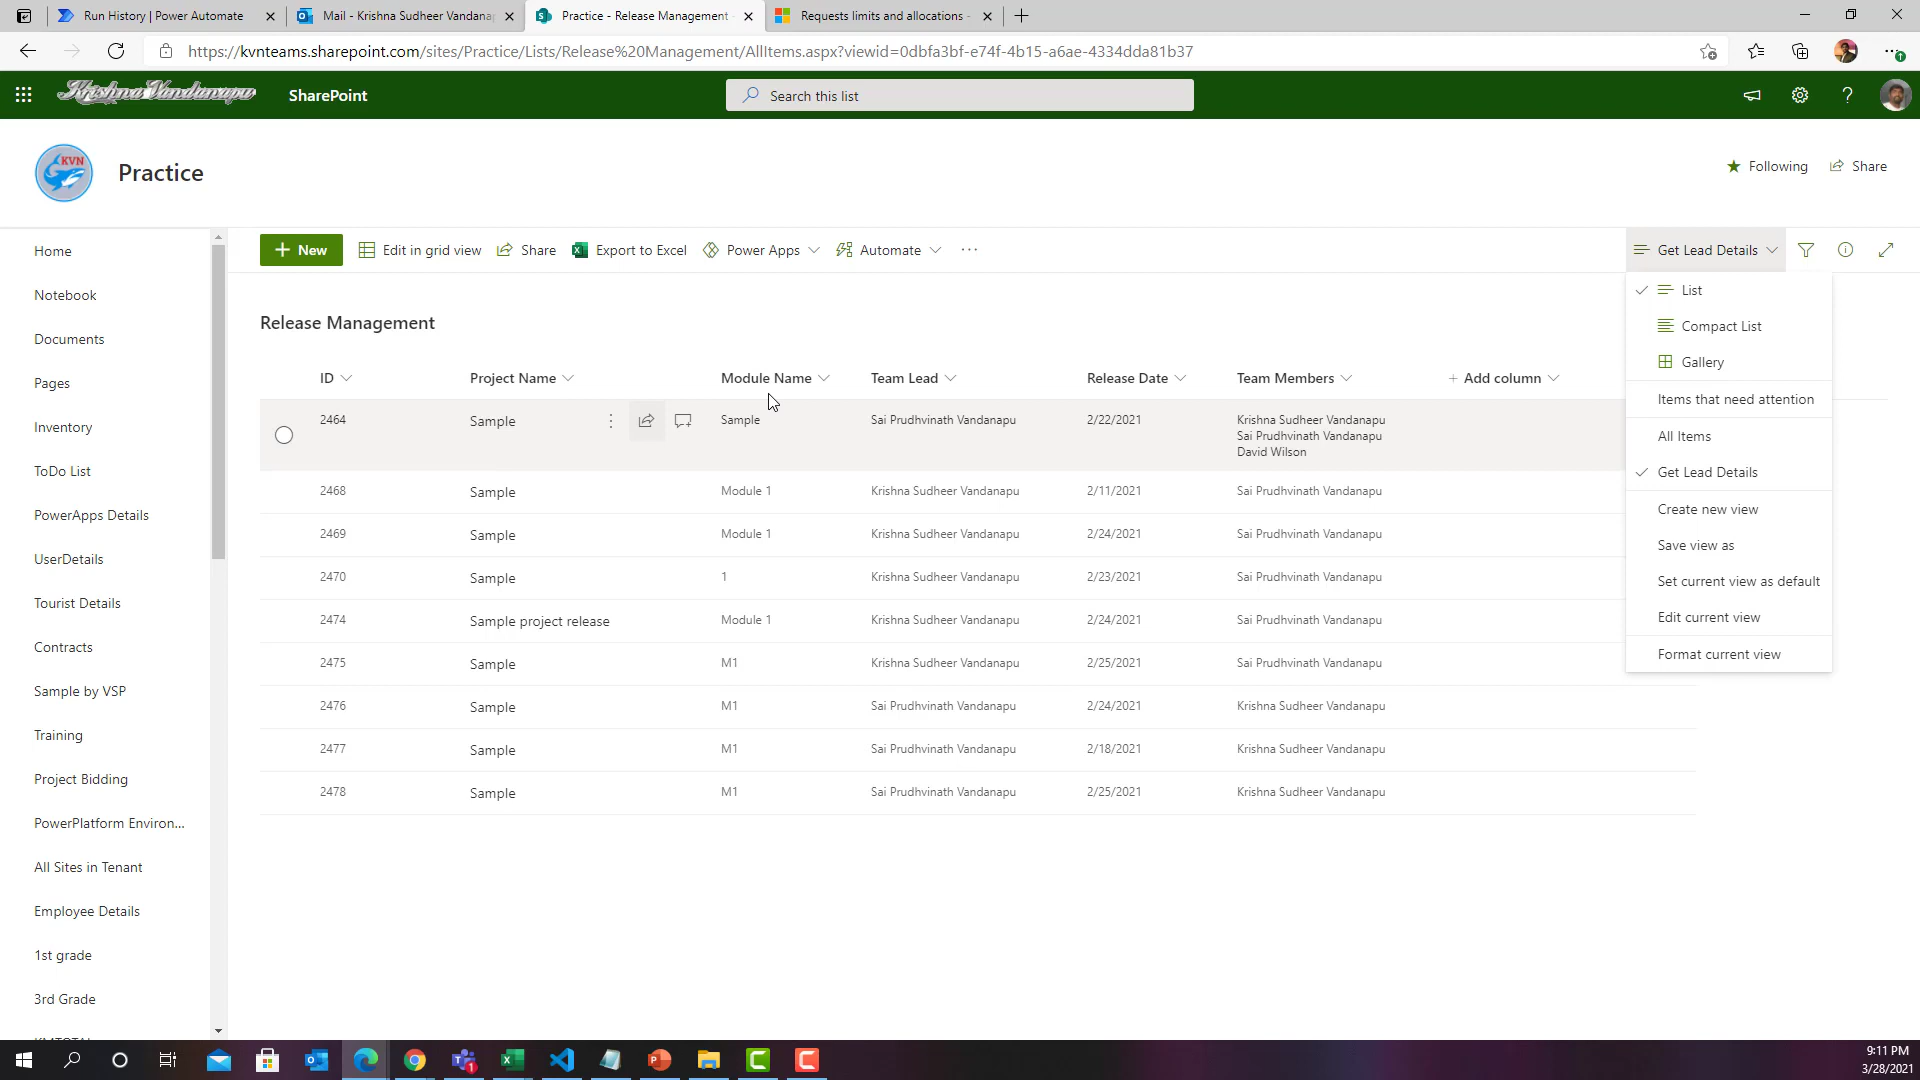 Run History | Power Automate
Mail - Krishna Sudheer Vandana
Practice - Release Management
Requests limits and allocations -
https://kvnteams.sharepoint.com/sites/Practice/Lists/Release%20Management/AllItems.aspx?viewid=0dbfa3bf-e74f-4b15-a6ae-4334dda81b37
Krishna Vandanapu
SharePoint
Search this list
KVN
Practice
Following
Share
Home
Notebook
Documents
Pages
Inventory
ToDo List
PowerApps Details
UserDetails
Tourist Details
Contracts
Sample by VSP
Training
Project Bidding
PowerPlatform Environ...
All Sites in Tenant
Employee Details
1st grade
3rd Grade
New
Edit in grid view
Share
Export to Excel
Power Apps
Automate
Get Lead Details
Release Management
ID Project Name Module Name Team Lead Release Date Team Members + Add column
2464 Sample Sample Sai Prudhvinath Vandanapu 2/22/2021 Krishna Sudheer Vandanapu
Sai Prudhvinath Vandanapu
David Wilson
2468 Sample Module 1 Krishna Sudheer Vandanapu 2/11/2021 Sai Prudhvinath Vandanapu
2469 Sample Module 1 Krishna Sudheer Vandanapu 2/24/2021 Sai Prudhvinath Vandanapu
2470 Sample 1 Krishna Sudheer Vandanapu 2/23/2021 Sai Prudhvinath Vandanapu
2474 Sample project release Module 1 Krishna Sudheer Vandanapu 2/24/2021 Sai Prudhvinath Vandanapu
2475 Sample M1 Krishna Sudheer Vandanapu 2/25/2021 Sai Prudhvinath Vandanapu
2476 Sample M1 Sai Prudhvinath Vandanapu 2/24/2021 Krishna Sudheer Vandanapu
2477 Sample M1 Sai Prudhvinath Vandanapu 2/18/2021 Krishna Sudheer Vandanapu
2478 Sample M1 Sai Prudhvinath Vandanapu 2/25/2021 Krishna Sudheer Vandanapu
List
Compact List
Gallery
Items that need attention
All Items
Get Lead Details
Create new view
Save view as
Set current view as default
Edit current view
Format current view
9:11 PM
3/28/2021